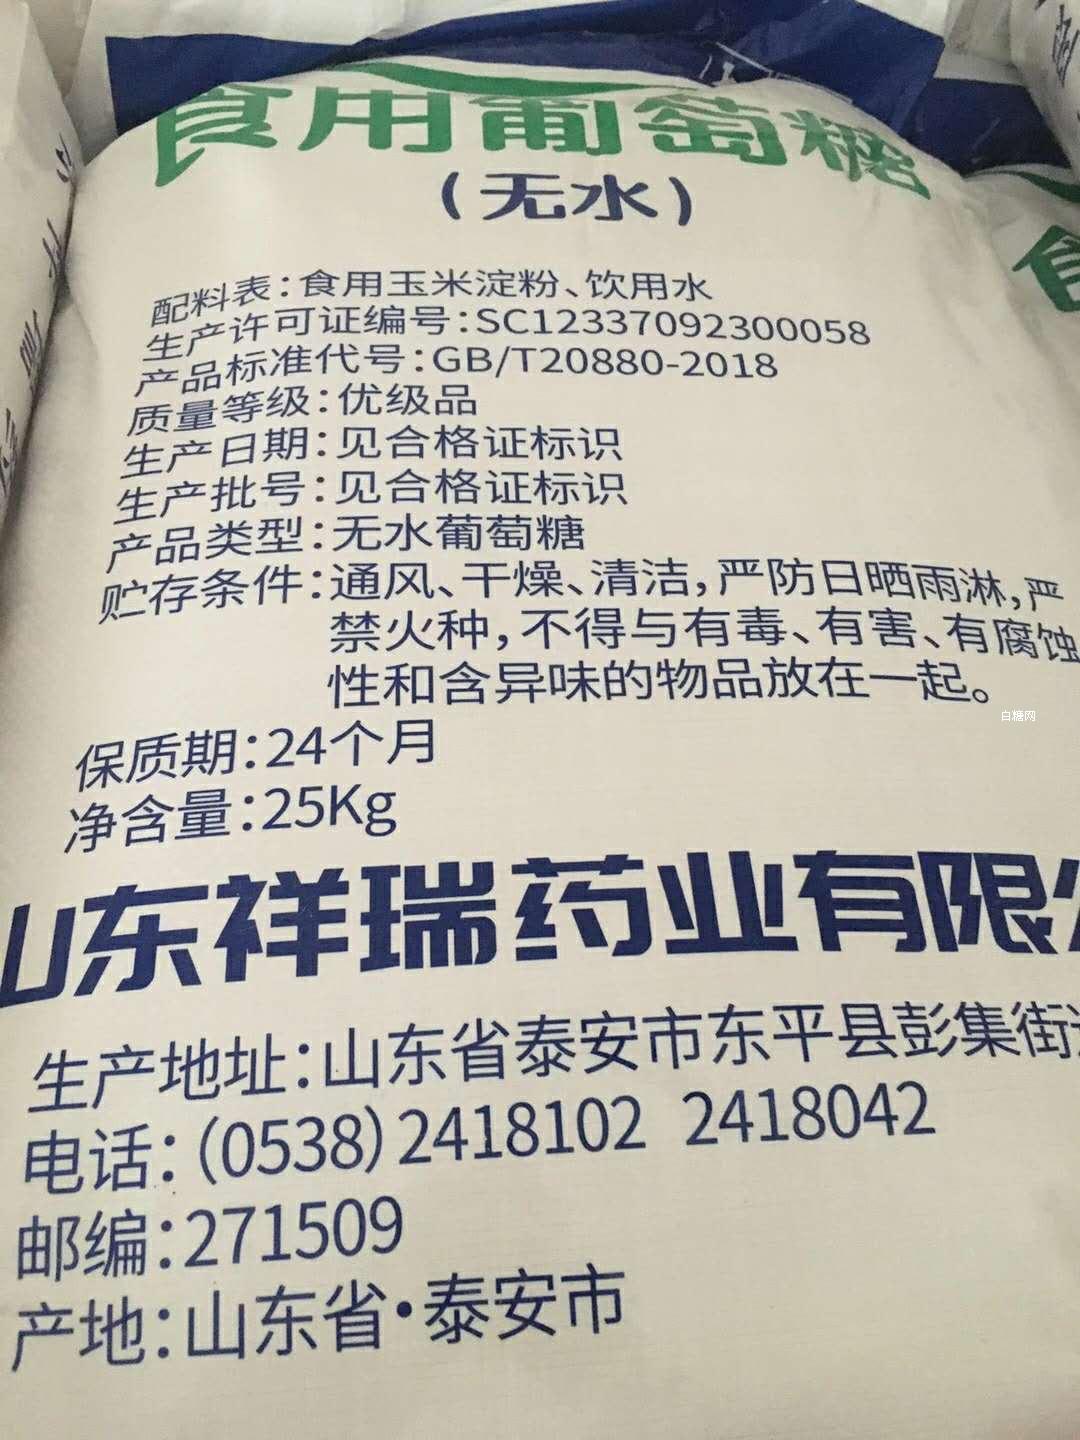 食用葡萄糖
（无水）
配料表：食用玉米淀粉、饮用水
生产许可证编号：SC12337092300058
产品标准代号：GB/T20880-2018
质量等级：优级品
生产日期：见合格证标识
生产批号：见合格证标识
产品类型：无水葡萄糖
贮存条件：通风、干燥、清洁，严防日晒雨淋，严
禁火种，不得与有毒、有害、有腐蚀
性和含异味的物品放在一起。
白糖网
保质期：24个月
净含量：25Kg
山东祥瑞药业有限公
生产地址：山东省泰安市东平县彭集街
电话：（0538）2418102 2418042
邮编：271509
产地：山东省·泰安市
食